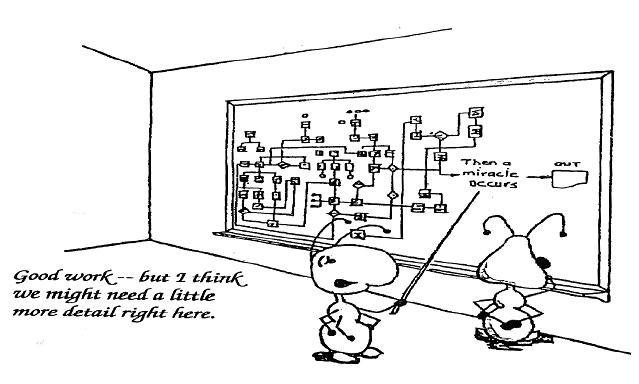 Then a
miracle
occurs
OUT
Good work -- but I think
we might need a little
more detail right here.